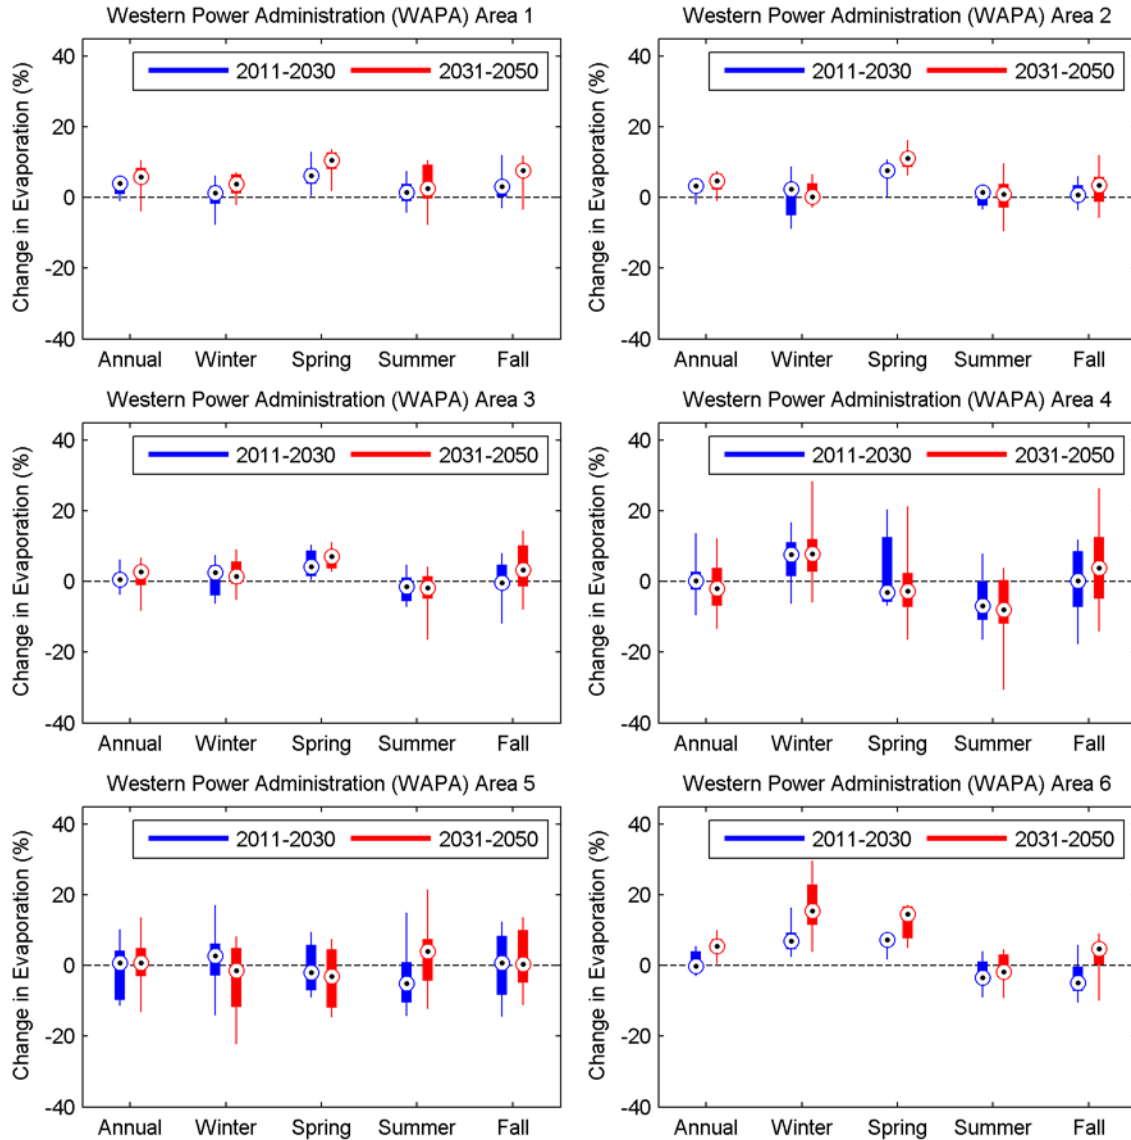 Western Power Administration (WAPA) Area 1
Change in Evaporation (%)
40
20
0
-20
-40
2011-2030
2031-2050
Annual Winter Spring Summer Fall
Western Power Administration (WAPA) Area 2
Change in Evaporation (%)
40
20
0
-20
-40
2011-2030
2031-2050
Annual Winter Spring Summer Fall
Western Power Administration (WAPA) Area 3
Change in Evaporation (%)
40
20
0
-20
-40
2011-2030
2031-2050
Annual Winter Spring Summer Fall
Western Power Administration (WAPA) Area 4
Change in Evaporation (%)
40
20
0
-20
-40
2011-2030
2031-2050
Annual Winter Spring Summer Fall
Western Power Administration (WAPA) Area 5
Change in Evaporation (%)
40
20
0
-20
-40
2011-2030
2031-2050
Annual Winter Spring Summer Fall
Western Power Administration (WAPA) Area 6
Change in Evaporation (%)
40
20
0
-20
-40
2011-2030
2031-2050
Annual Winter Spring Summer Fall